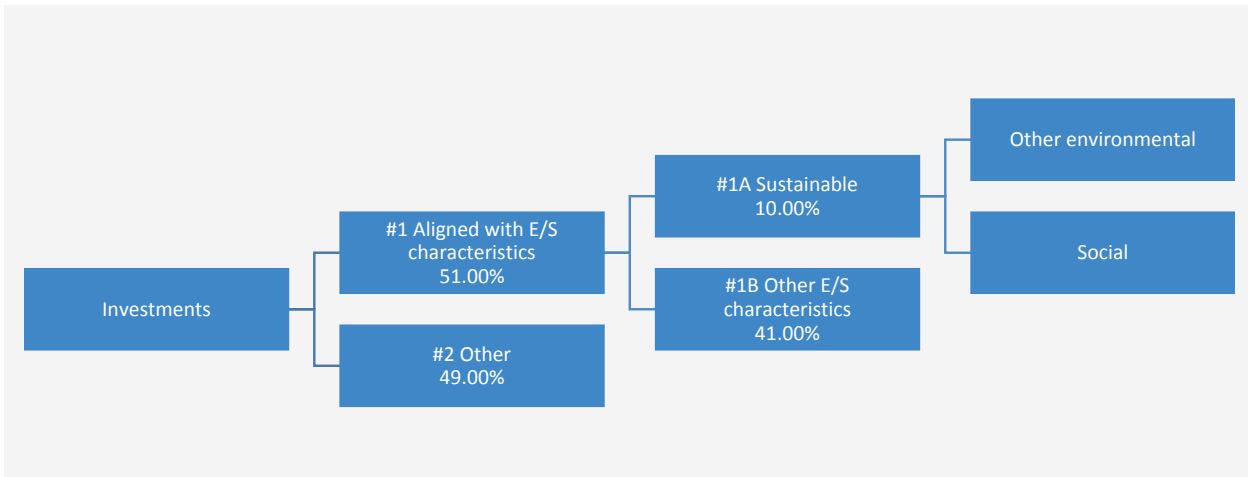 Investments
#1 Aligned with E/S
characteristics
51.00%
#2 Other
49.00%
#1A Sustainable
10.00%
#1B Other E/S
characteristics
41.00%
Other environmental
Social